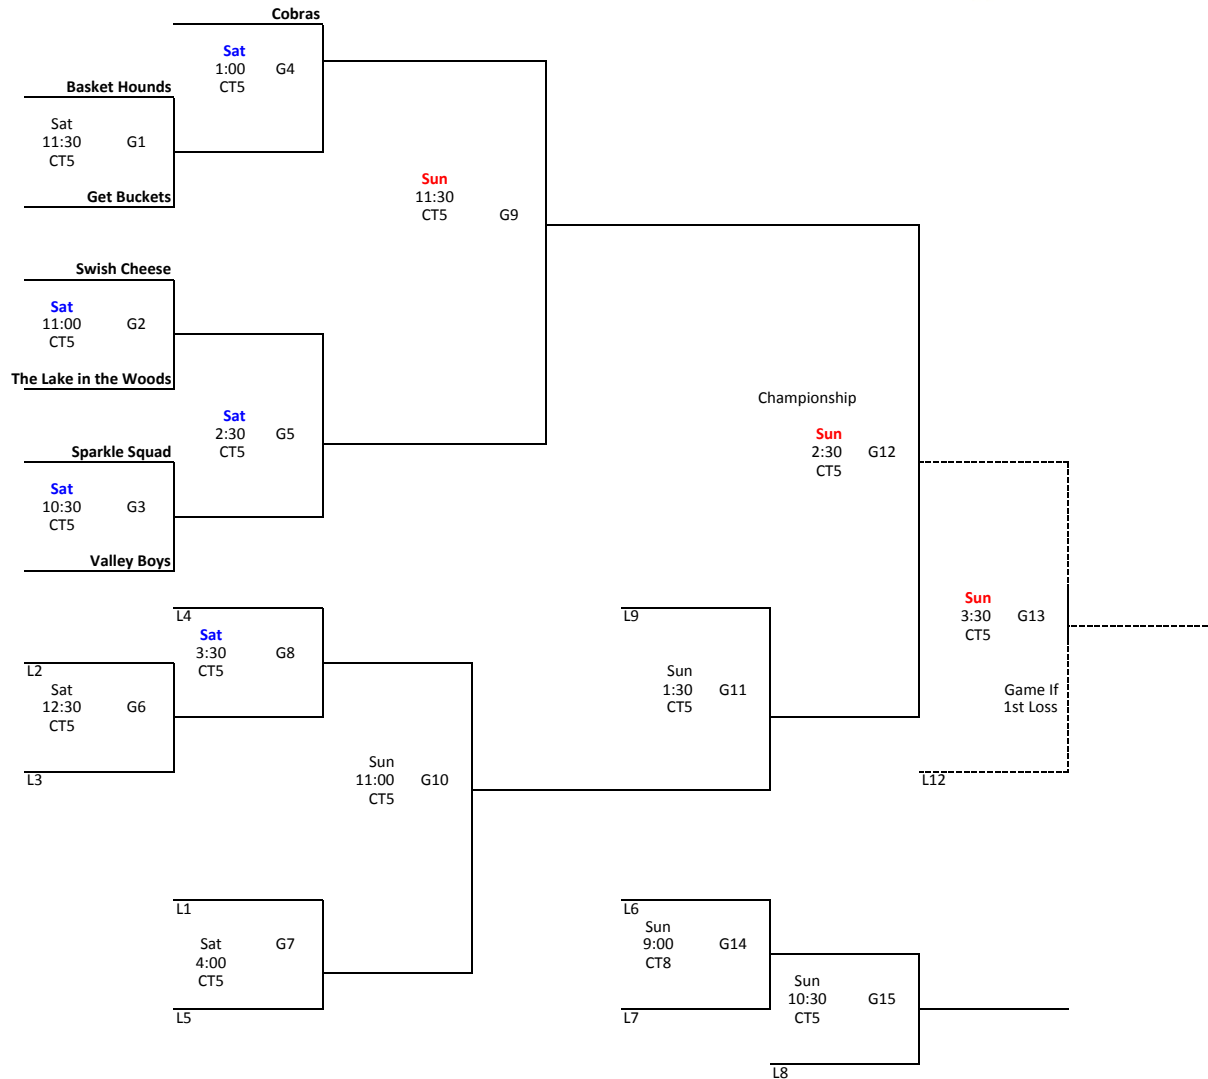 Cobras
Sat
1:00 G4
CT5
Basket Hounds
Sat
11:30 G1
CT5
Get Buckets
Sun
11:30
CT5 G9
Swish Cheese
Sat
11:00 G2
CT5
The Lake in the Woods
Sat
2:30 G5
CT5
Championship
Sun
2:30 G12
CT5
Sparkle Squad
Sat
10:30 G3
CT5
Valley Boys
L4
Sat
3:30 G8
CT5
L9
Sun
3:30 G13
CT5
L2
Sat
12:30 G6
CT5
L3
Sun
1:30 G11
CT5
Game If
1st Loss
L12
Sun
11:00 G10
CT5
L1
Sat G7
4:00
CT5
L5
L6
Sun
9:00 G14
CT8
L7
Sun
10:30 G15
CT5
L8